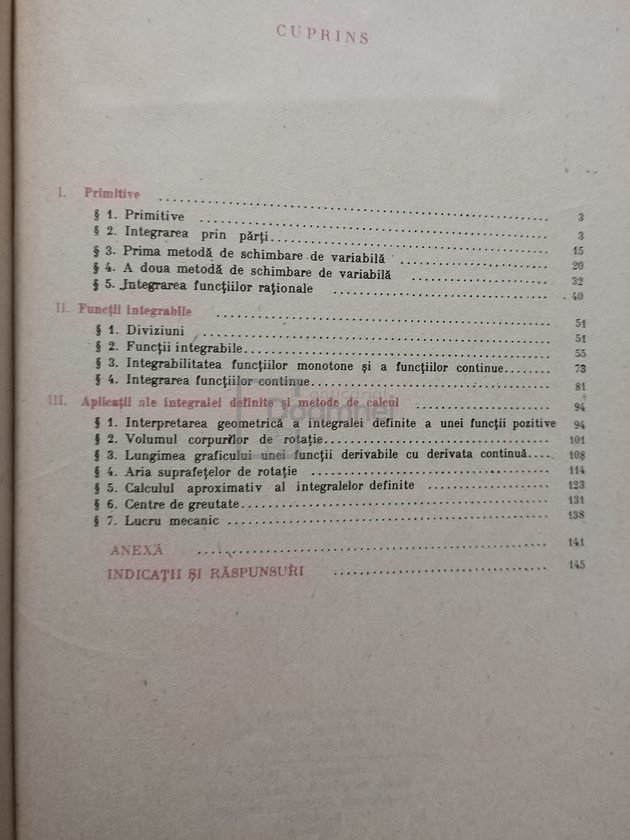 CUPRINS
I. Primitive 3
§ 1. Primitive 3
§ 2. Integrarea prin părți 15
§ 3. Prima metodă de schimbare de variabilă 20
§ 4. A doua metodă de schimbare de variabilă 32
§ 5. Integrarea funcțiilor raționale 40
II. Funcții integrabile 51
§ 1. Diviziuni 51
§ 2. Funcții integrabile 55
§ 3. Integrabilitatea funcțiilor monotone și a funcțiilor continue 73
§ 4. Integrarea funcțiilor continue 81
III. Aplicații ale integralei definite și metode de calcul 94
§ 1. Interpretarea geometrică a integralei definite a unei funcții pozitive 94
§ 2. Volumul corpurilor de rotație 101
§ 3. Lungimea graficului unei funcții derivabile cu derivata continuă 108
§ 4. Aria suprafețelor de rotație 114
§ 5. Calculul aproximativ al integralelor definite 123
§ 6. Centre de greutate 131
§ 7. Lucru mecanic 138
ANEXĂ 141
INDICAȚII ȘI RĂSPUNSURI 145